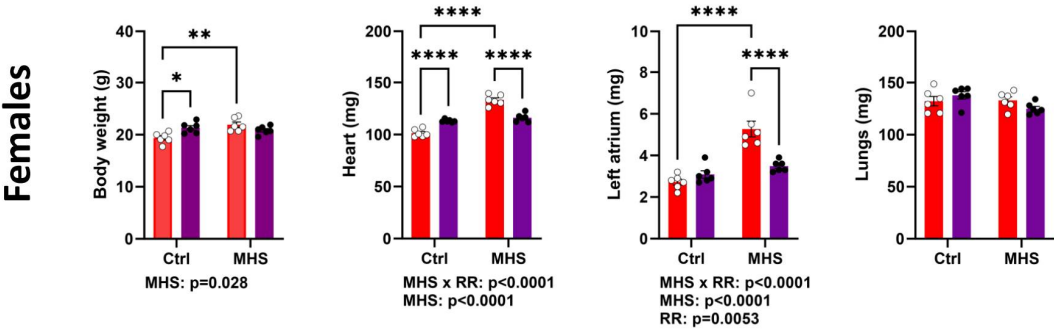 Females
Body weight (g)
40
30
20
10
0
**
*
Ctrl
MHS
MHS: p=0.028
Heart (mg)
200
150
100
50
0
****
**** ****
Ctrl
MHS
MHS x RR: p<0.0001
MHS: p<0.0001
Left atrium (mg)
10
8
6
4
2
0
****
****
Ctrl
MHS
MHS x RR: p<0.0001
MHS: p<0.0001
RR: p=0.0053
Lungs (mg)
200
150
100
50
0
Ctrl
MHS